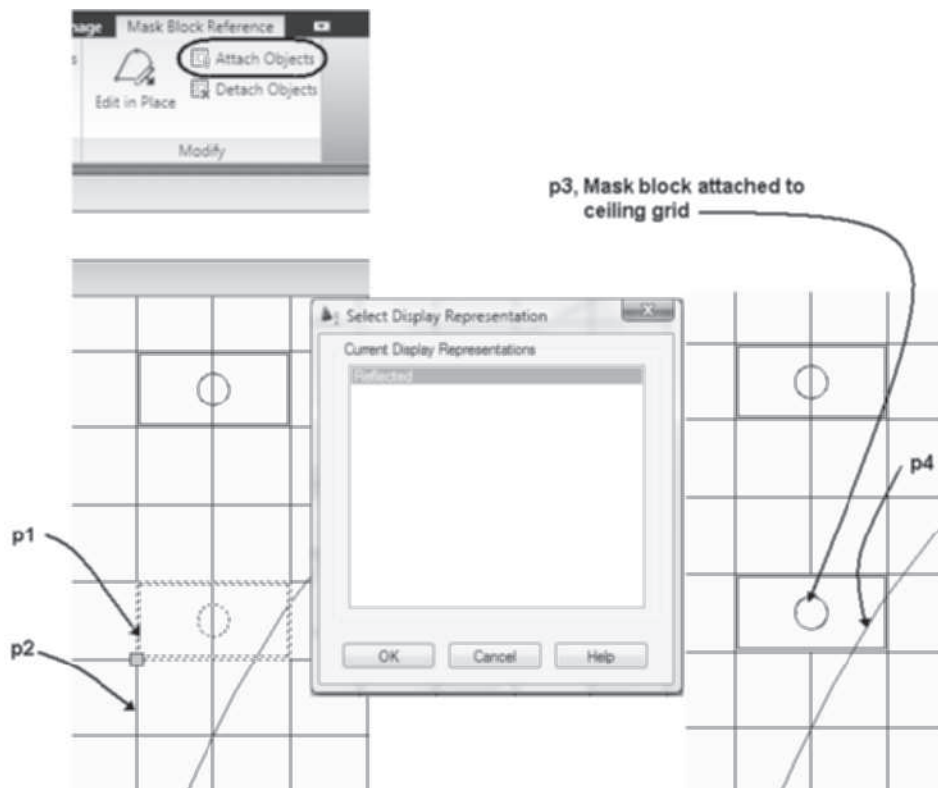 Mask Block Reference
Attach Objects
Detach Objects
Edit in Place
Modify
p3, Mask block attached to
ceiling grid
Select Display Representation
Current Display Representations
Reflected
p4
p1
p2
OK
Cancel
Help